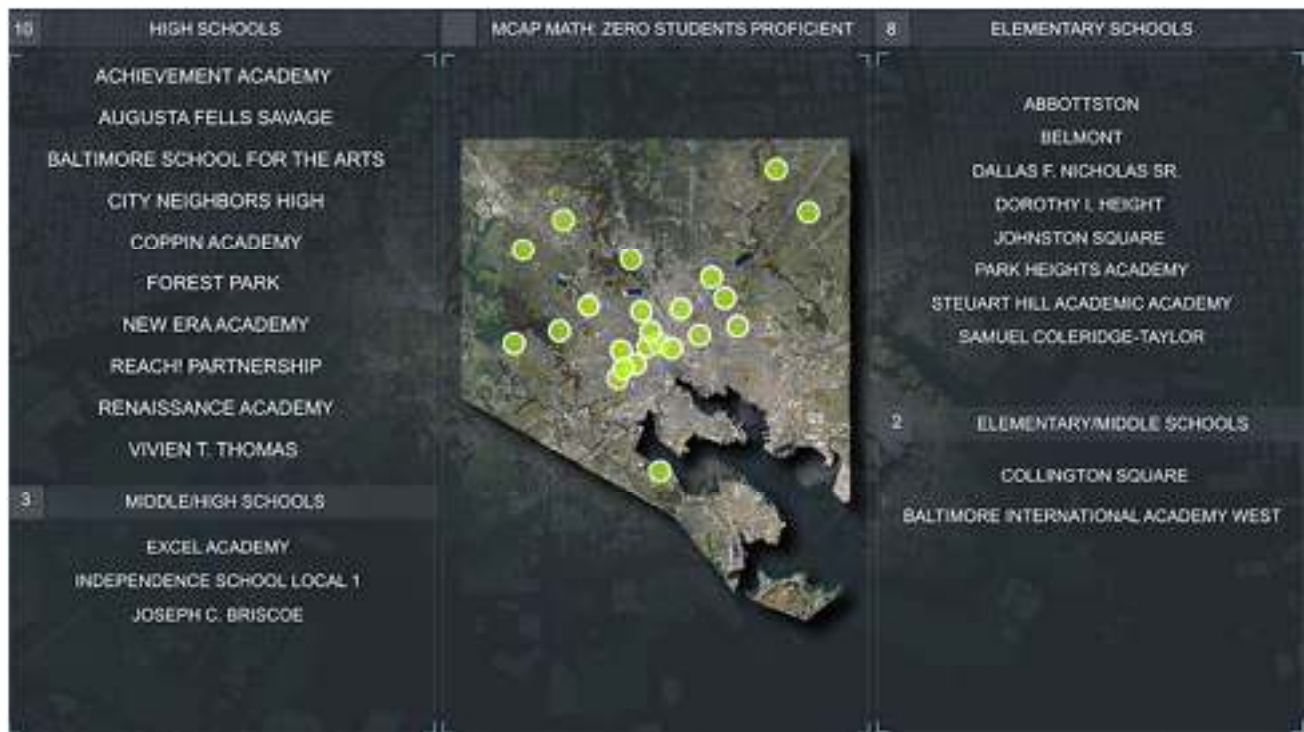 10 HIGH SCHOOLS
ACHIEVEMENT ACADEMY
AUGUSTA FELLS SAVAGE
BALTIMORE SCHOOL FOR THE ARTS
CITY NEIGHBORS HIGH
COPPIN ACADEMY
FOREST PARK
NEW ERA ACADEMY
REACH! PARTNERSHIP
RENAISSANCE ACADEMY
VIVIEN T. THOMAS
3 MIDDLE/HIGH SCHOOLS
EXCEL ACADEMY
INDEPENDENCE SCHOOL LOCAL 1
JOSEPH C. BRISCOE
MCAP MATH: ZERO STUDENTS PROFICIENT
8 ELEMENTARY SCHOOLS
ABBOTTSTON
BELMONT
DALLAS F. NICHOLAS SR.
DOROTHY I. HEIGHT
JOHNSTON SQUARE
PARK HEIGHTS ACADEMY
STEUART HILL ACADEMIC ACADEMY
SAMUEL COLERIDGE-TAYLOR
2 ELEMENTARY/MIDDLE SCHOOLS
COLLINGTON SQUARE
BALTIMORE INTERNATIONAL ACADEMY WEST